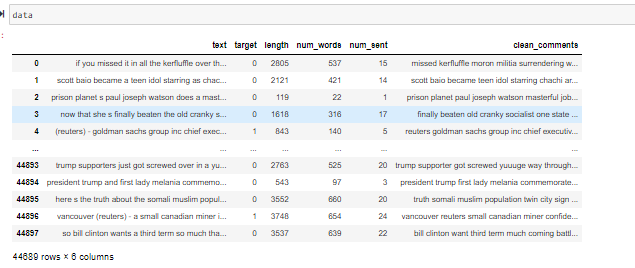 data
text target length num_words num_sent clean_comments
0 if you missed it in all the kerfluffle over th... 0 2805 537 15 missed kerfluffle moron militia surrendering w...
1 scott baio became a teen idol starring as chac... 0 2121 421 14 scott baio became teen idol starring chachi ar...
2 prison planet s paul joseph watson does a mast... 0 119 22 1 prison planet paul joseph watson masterful job...
3 now that she s finally beaten the old cranky s... 0 1618 316 17 finally beaten old cranky socialist one state ...
4 (reuters) - goldman sachs group inc chief exec... 1 843 140 5 reuters goldman sachs group inc chief executiv...
... ... ... ... ... ... ...
44893 trump supporters just got screwed over in a yu... 0 2763 525 20 trump supporter got screwed yuuuge way through...
44894 president trump and first lady melania commemo... 0 543 97 3 president trump first lady melania commemorate...
44895 here s the truth about the somali muslim popul... 0 3552 660 20 truth somali muslim population twin city sign ...
44896 vancouver (reuters) - a small canadian miner i... 1 3748 654 24 vancouver reuters small canadian miner confide...
44897 so bill clinton wants a third term so much tha... 0 3537 639 22 bill clinton want third term much coming battl...
44689 rows × 6 columns